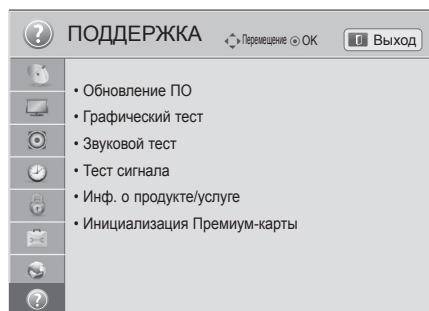 ПОДДЕРЖКА
Перемещение OK
Выход
• Обновление ПО
• Графический тест
• Звуковой тест
• Тест сигнала
• Инф. о продукте/услуге
• Инициализация Премиум-карты